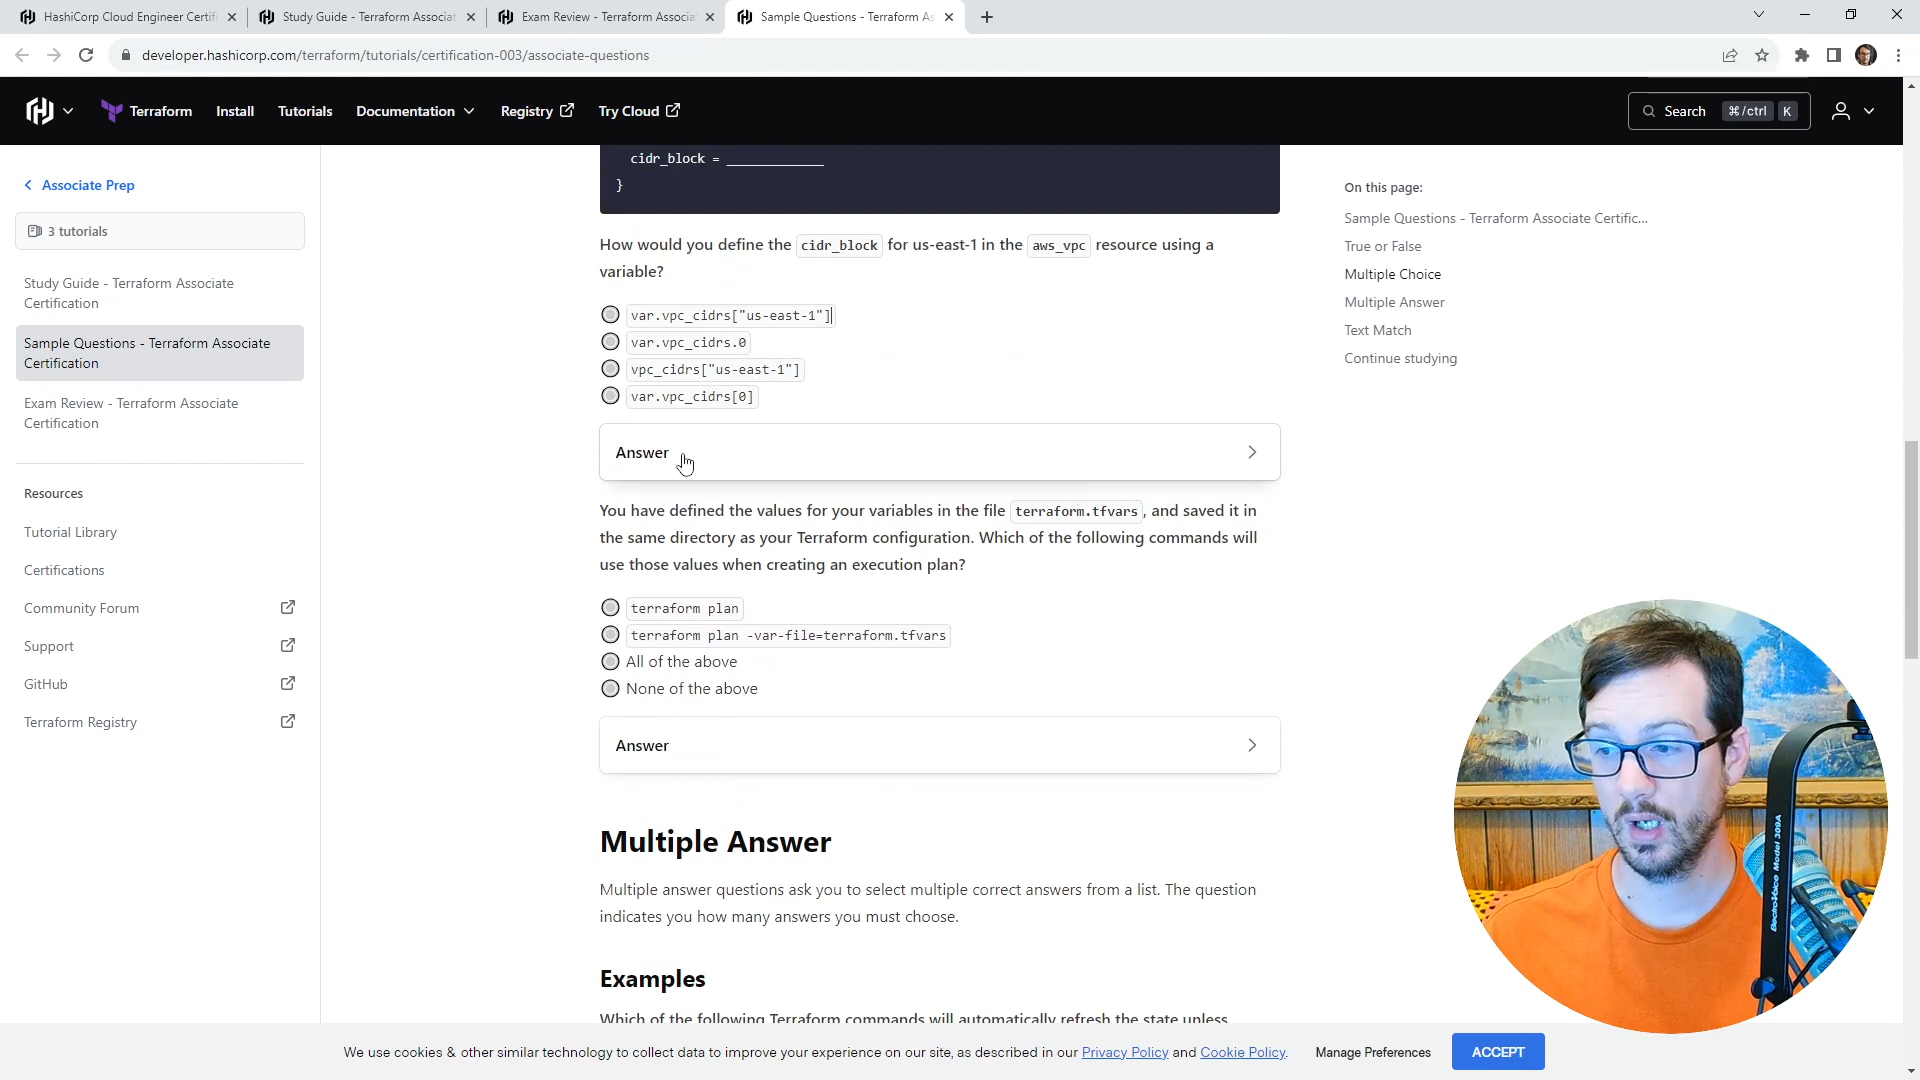 HashiCorp Cloud Engineer Certifi
Study Guide - Terraform Associat
Exam Review - Terraform Associa
Sample Questions - Terraform As
developer.hashicorp.com/terraform/tutorials/certification-003/associate-questions
Terraform
Install
Tutorials
Documentation
Registry
Try Cloud
Search
⌘/ctrl
K
Associate Prep
3 tutorials
Study Guide - Terraform Associate
Certification
Sample Questions - Terraform Associate
Certification
Exam Review - Terraform Associate
Certification
Resources
Tutorial Library
Certifications
Community Forum
Support
GitHub
Terraform Registry
cidr_block = _____________
}
How would you define the cidr_block for us-east-1 in the aws_vpc resource using a
variable?
var.vpc_cidrs["us-east-1"]
var.vpc_cidrs.0
vpc_cidrs["us-east-1"]
var.vpc_cidrs[0]
Answer
You have defined the values for your variables in the file terraform.tfvars, and saved it in
the same directory as your Terraform configuration. Which of the following commands will
use those values when creating an execution plan?
terraform plan
terraform plan -var-file=terraform.tfvars
All of the above
None of the above
Answer
Multiple Answer
Multiple answer questions ask you to select multiple correct answers from a list. The question
indicates you how many answers you must choose.
Examples
Which of the following Terraform commands will automatically refresh the state unless
On this page:
Sample Questions - Terraform Associate Certific...
True or False
Multiple Choice
Multiple Answer
Text Match
Continue studying
BeckroVoice Model 309A
We use cookies & other similar technology to collect data to improve your experience on our site, as described in our Privacy Policy and Cookie Policy.
Manage Preferences
ACCEPT